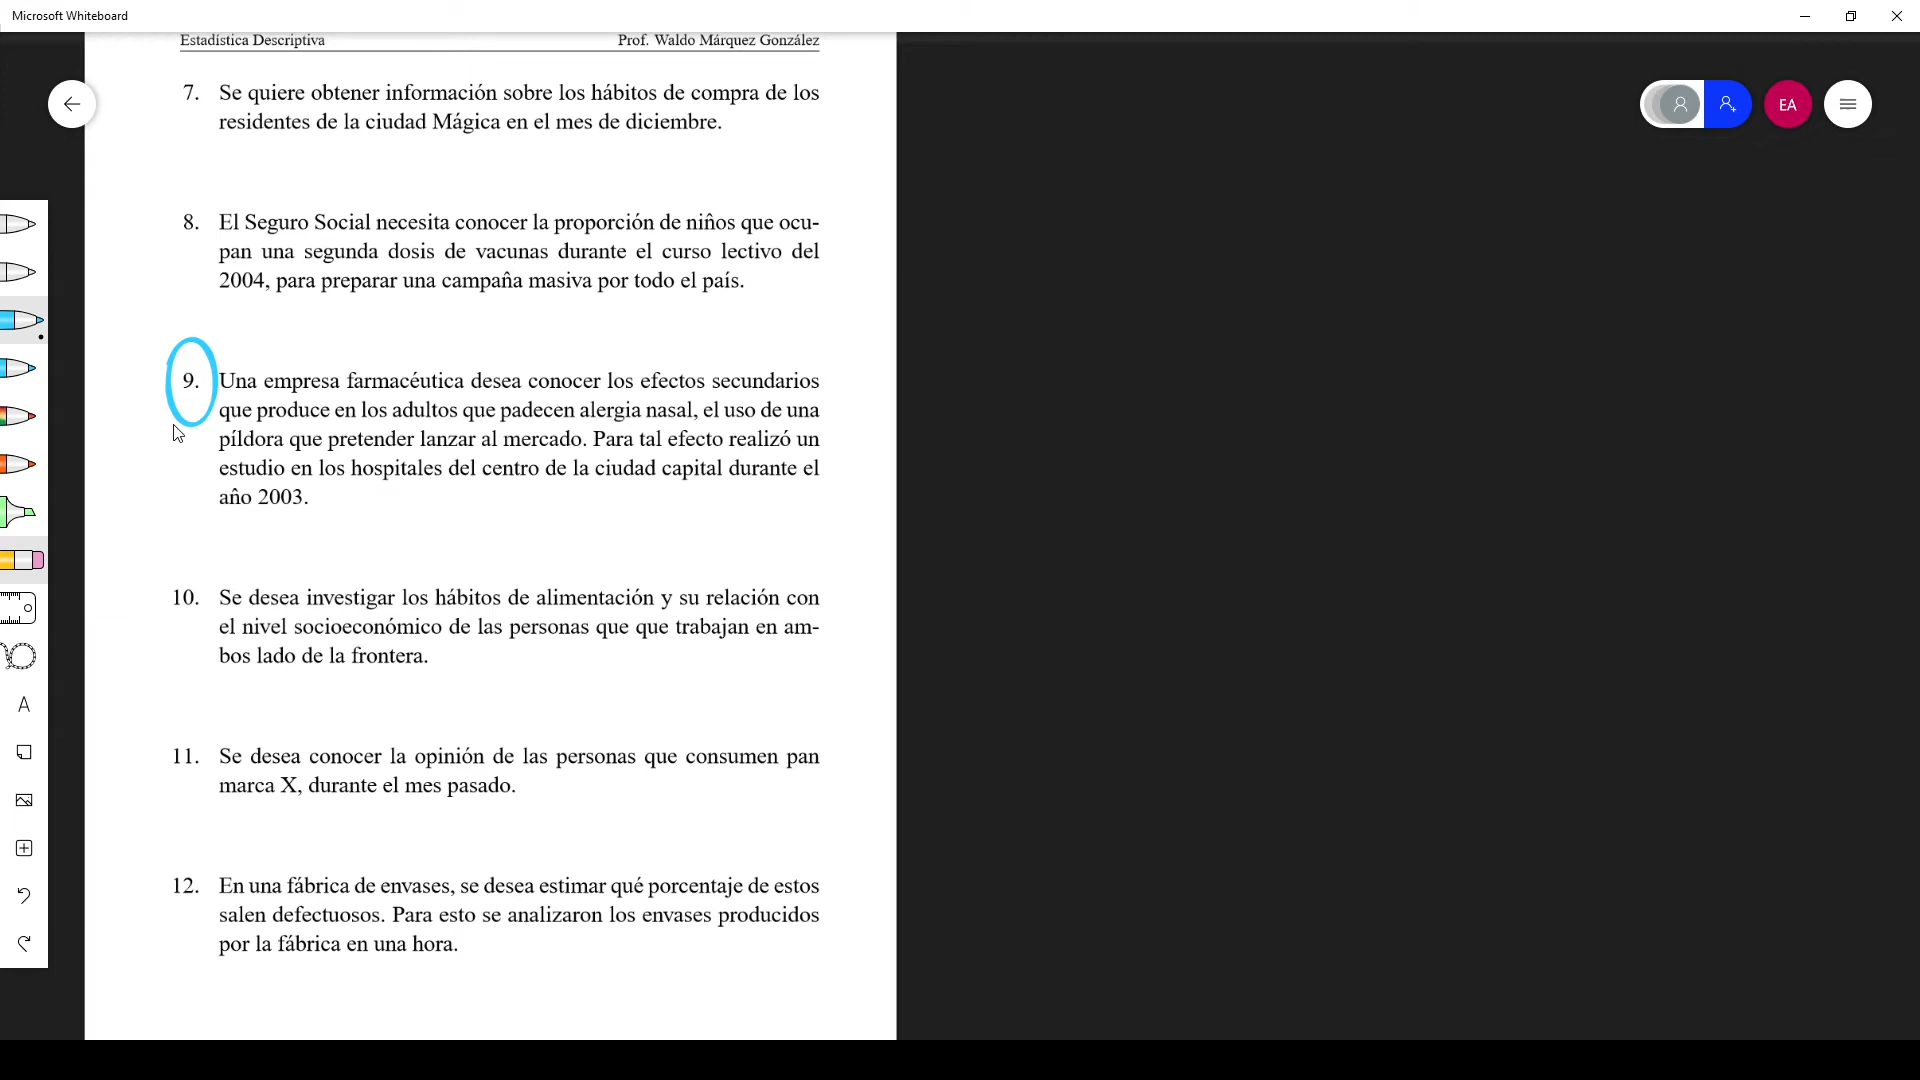 Microsoft Whiteboard
Estadística Descriptiva Prof. Waldo Márquez González
7. Se quiere obtener información sobre los hábitos de compra de los
residentes de la ciudad Mágica en el mes de diciembre.
8. El Seguro Social necesita conocer la proporción de nin̂os que ocu-
pan una segunda dosis de vacunas durante el curso lectivo del
2004, para preparar una campan̂a masiva por todo el país.
9. Una empresa farmacéutica desea conocer los efectos secundarios
que produce en los adultos que padecen alergia nasal, el uso de una
píldora que pretender lanzar al mercado. Para tal efecto realizó un
estudio en los hospitales del centro de la ciudad capital durante el
an̂o 2003.
10. Se desea investigar los hábitos de alimentación y su relación con
el nivel socioeconómico de las personas que que trabajan en am-
bos lado de la frontera.
11. Se desea conocer la opinión de las personas que consumen pan
marca X, durante el mes pasado.
12. En una fábrica de envases, se desea estimar qué porcentaje de estos
salen defectuosos. Para esto se analizaron los envases producidos
por la fábrica en una hora.
EA
A